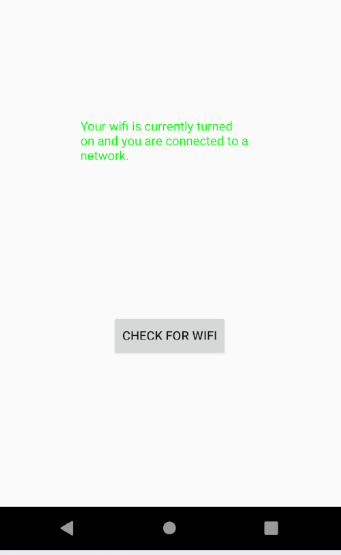 Your wifi is currently turned
on and you are connected to a
network.
CHECK FOR WIFI